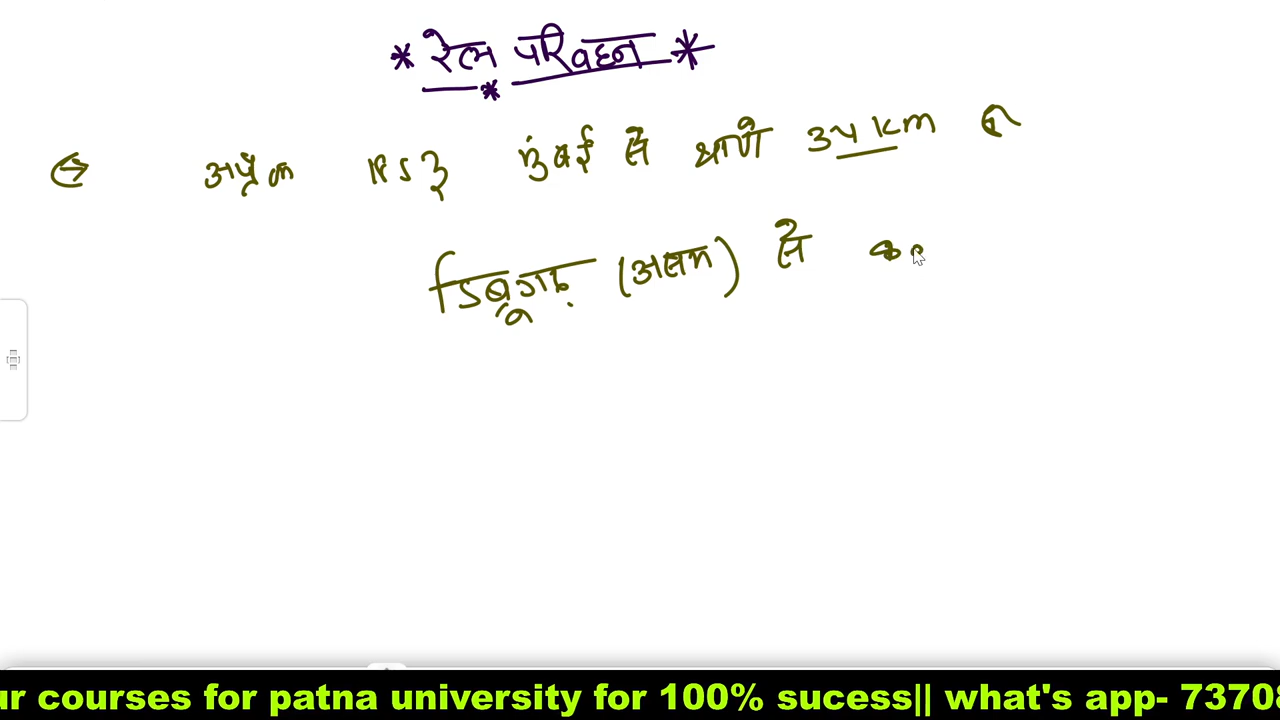 * रेल परिवहन *
*
⇒ अप्रैल 1853 मुंबई से थाणे 34 km
डिब्रूगढ़ (असम) से
ur courses for patna university for 100% sucess|| what's app- 7370